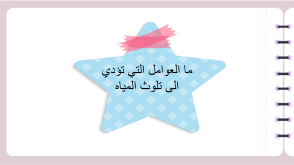 ما العوامل التي تؤدي
الى تلوث المياه